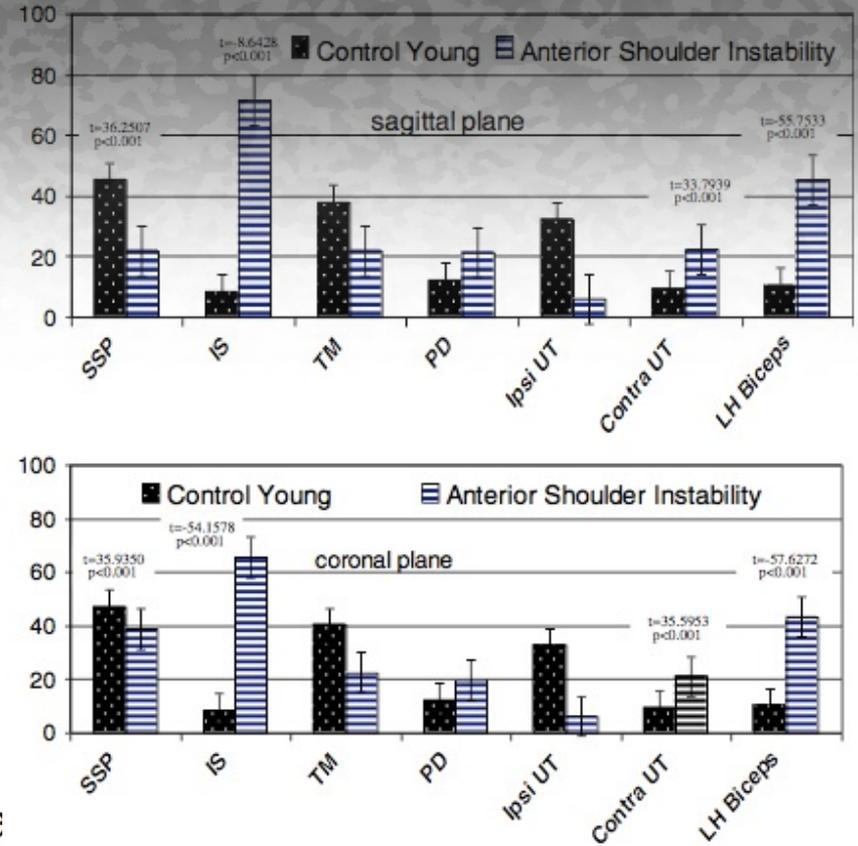 100
t=-8.6428
p<0.001
Control Young Anterior Shoulder Instability
80
t=36.2507
p<0.001
60
sagittal plane
t=-55.7533
p<0.001
40
t=33.7939
p<0.001
20
0
SSP IS TM PD Ipsi UT Contra UT LH Biceps
100
Control Young Anterior Shoulder Instability
80
t=-54.1578
p<0.001
t=35.9350
p<0.001
60
coronal plane
t=-57.6272
p<0.001
40
t=35.5953
p<0.001
20
0
SSP IS TM PD Ipsi UT Contra UT LH Biceps